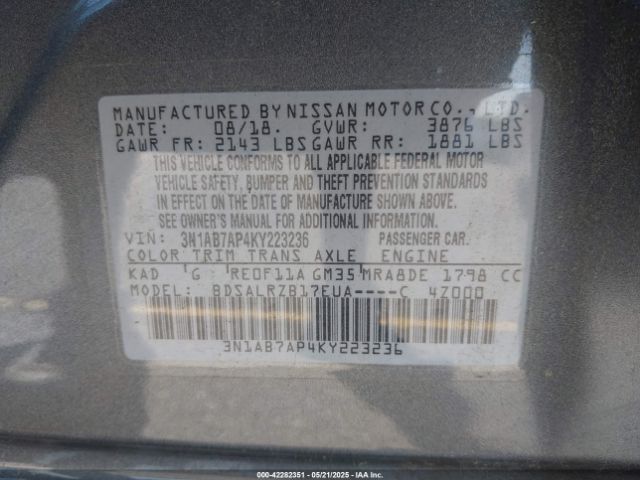 MANUFACTURED BY NISSAN MOTOR CO., LTD.
DATE: 08/18. GVWR: 3876 LBS
GAWR FR: 2143 LBS GAWR RR: 1881 LBS
THIS VEHICLE CONFORMS TO ALL APPLICABLE FEDERAL MOTOR
VEHICLE SAFETY, BUMPER AND THEFT PREVENTION STANDARDS
IN EFFECT ON THE DATE OF MANUFACTURE SHOWN ABOVE.
SEE OWNER'S MANUAL FOR ADDITIONAL INFORMATION.
VIN: 3N1AB7AP4KY223236 PASSENGER CAR.
COLOR TRIM TRANS AXLE ENGINE
KAD G RE0F11A GM35 MRA8DE 1798 CC
MODEL: BDSALRZB17EUA----C 4Z000
3N1AB7AP4KY223236
000-42282351 - 05/21/2025 - IAA Inc.